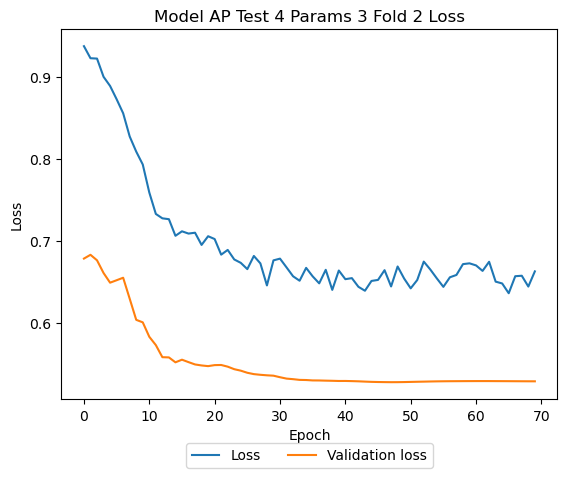 Model AP Test 4 Params 3 Fold 2 Loss
Loss
0.9
0.8
0.7
0.6
0 10 20 30 40 50 60 70
Epoch
Loss Validation loss